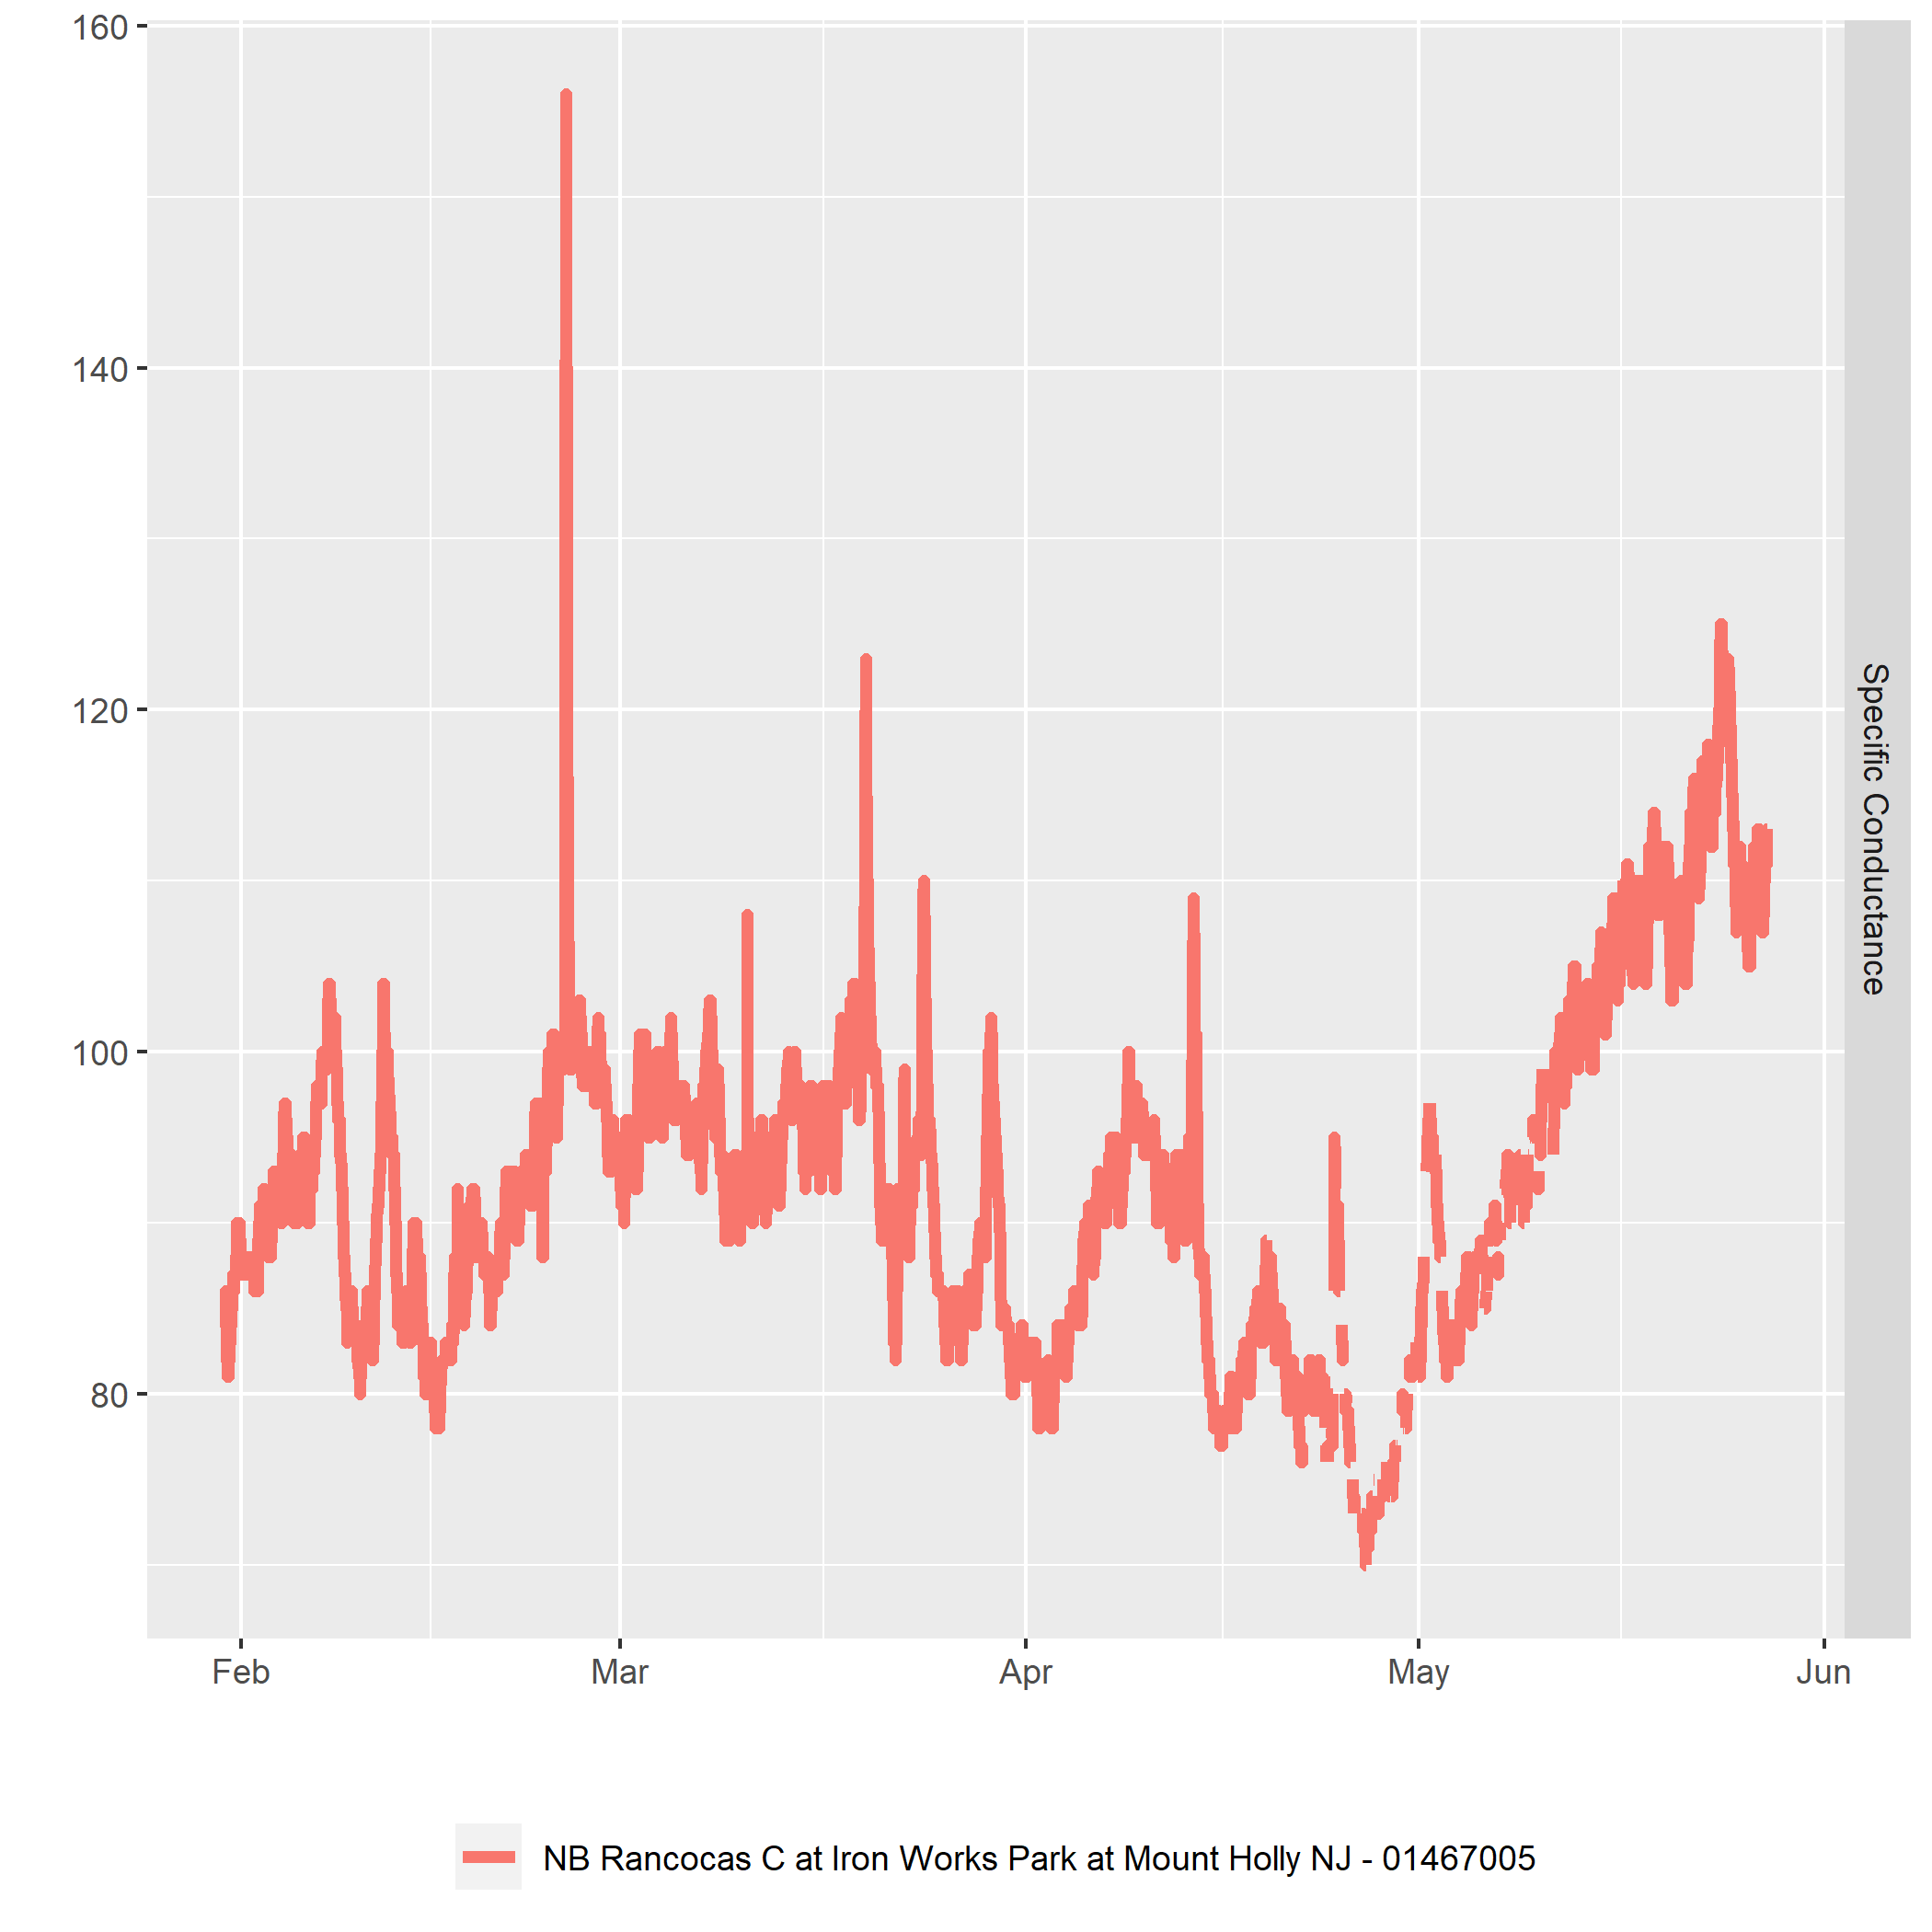 160
140
120
100
80
Specific Conductance
Feb Mar Apr May Jun
NB Rancocas C at Iron Works Park at Mount Holly NJ - 01467005